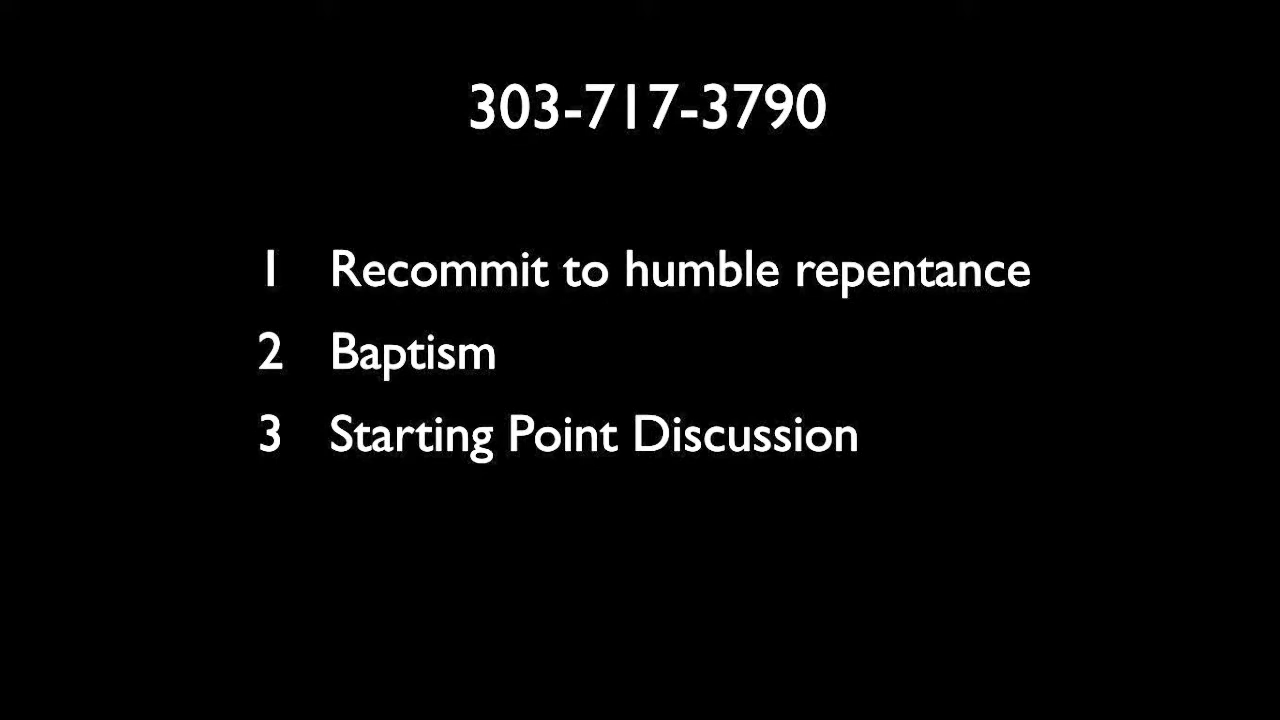 303-717-3790
1 Recommit to humble repentance
2 Baptism
3 Starting Point Discussion